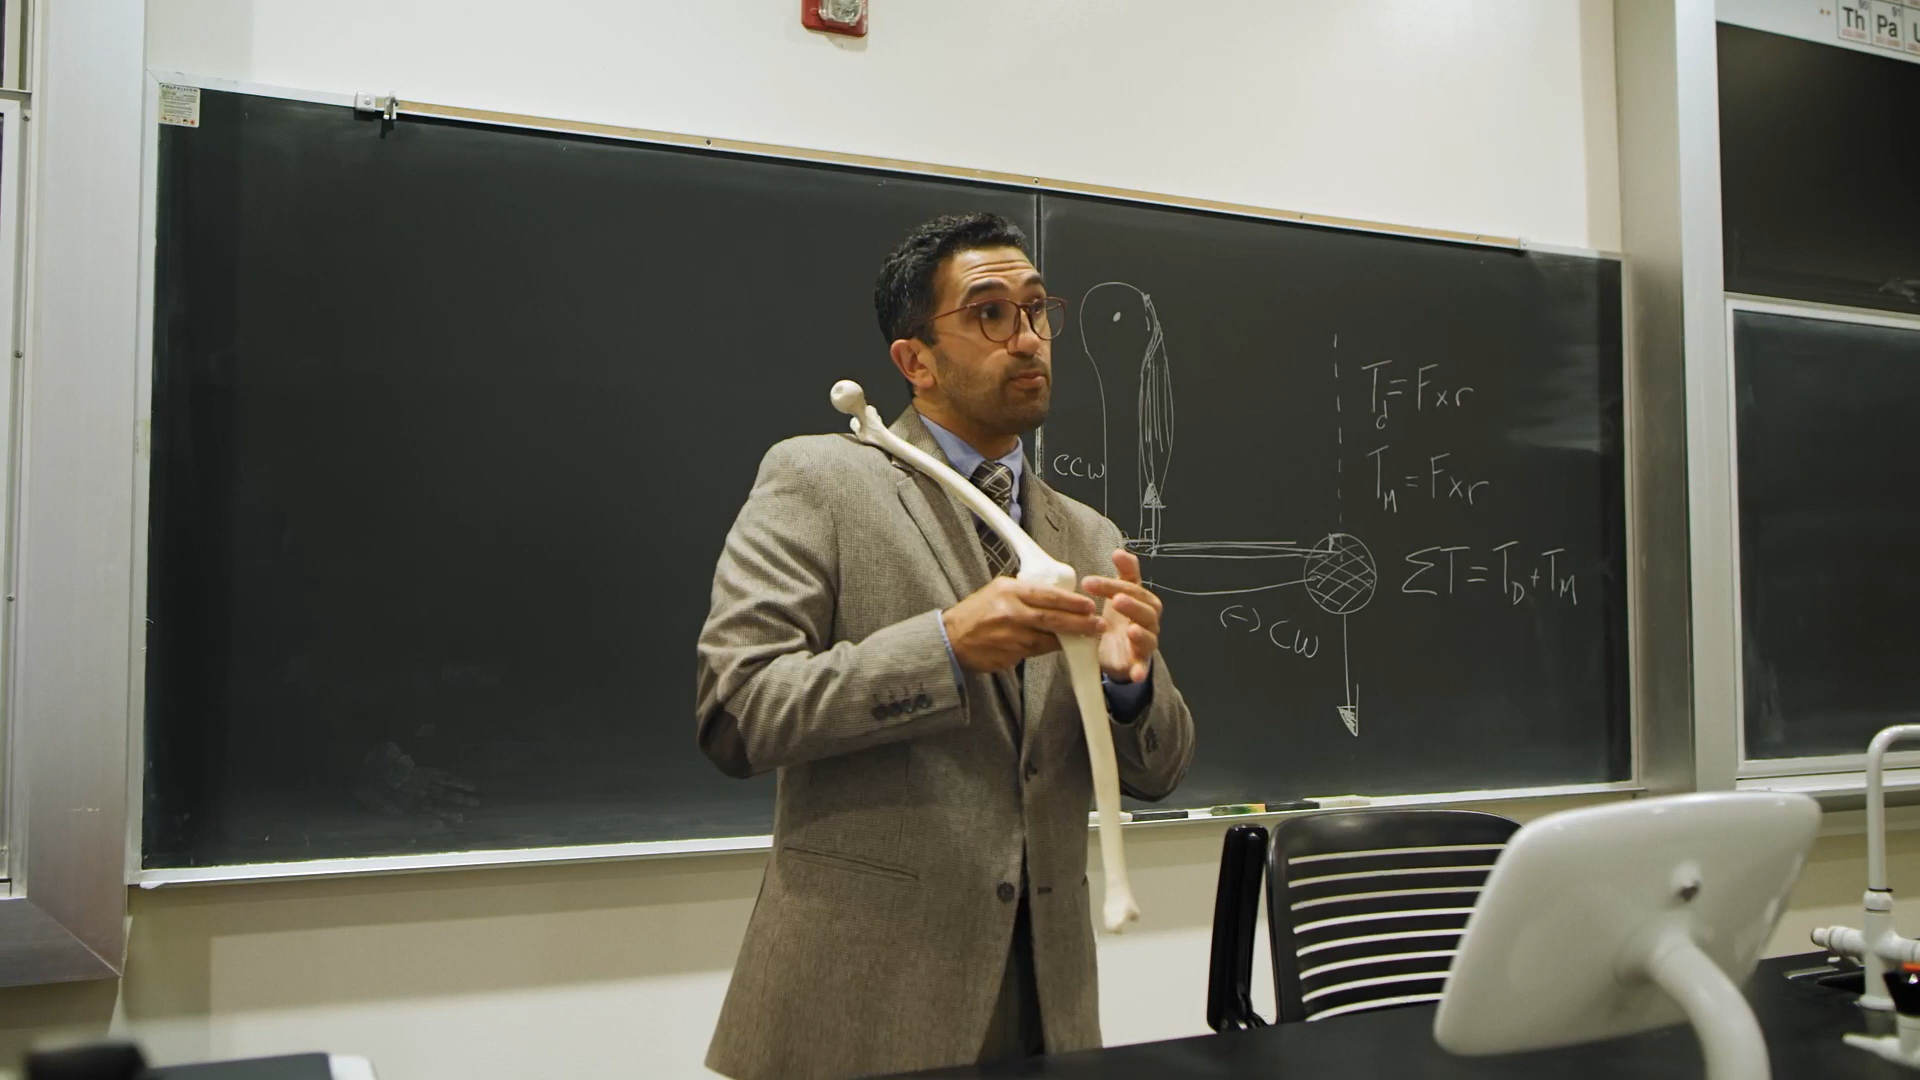 Th Pa
CCW
T_d = F x r
T_M = F x r
ΣT = T_D + T_M
(-) CW